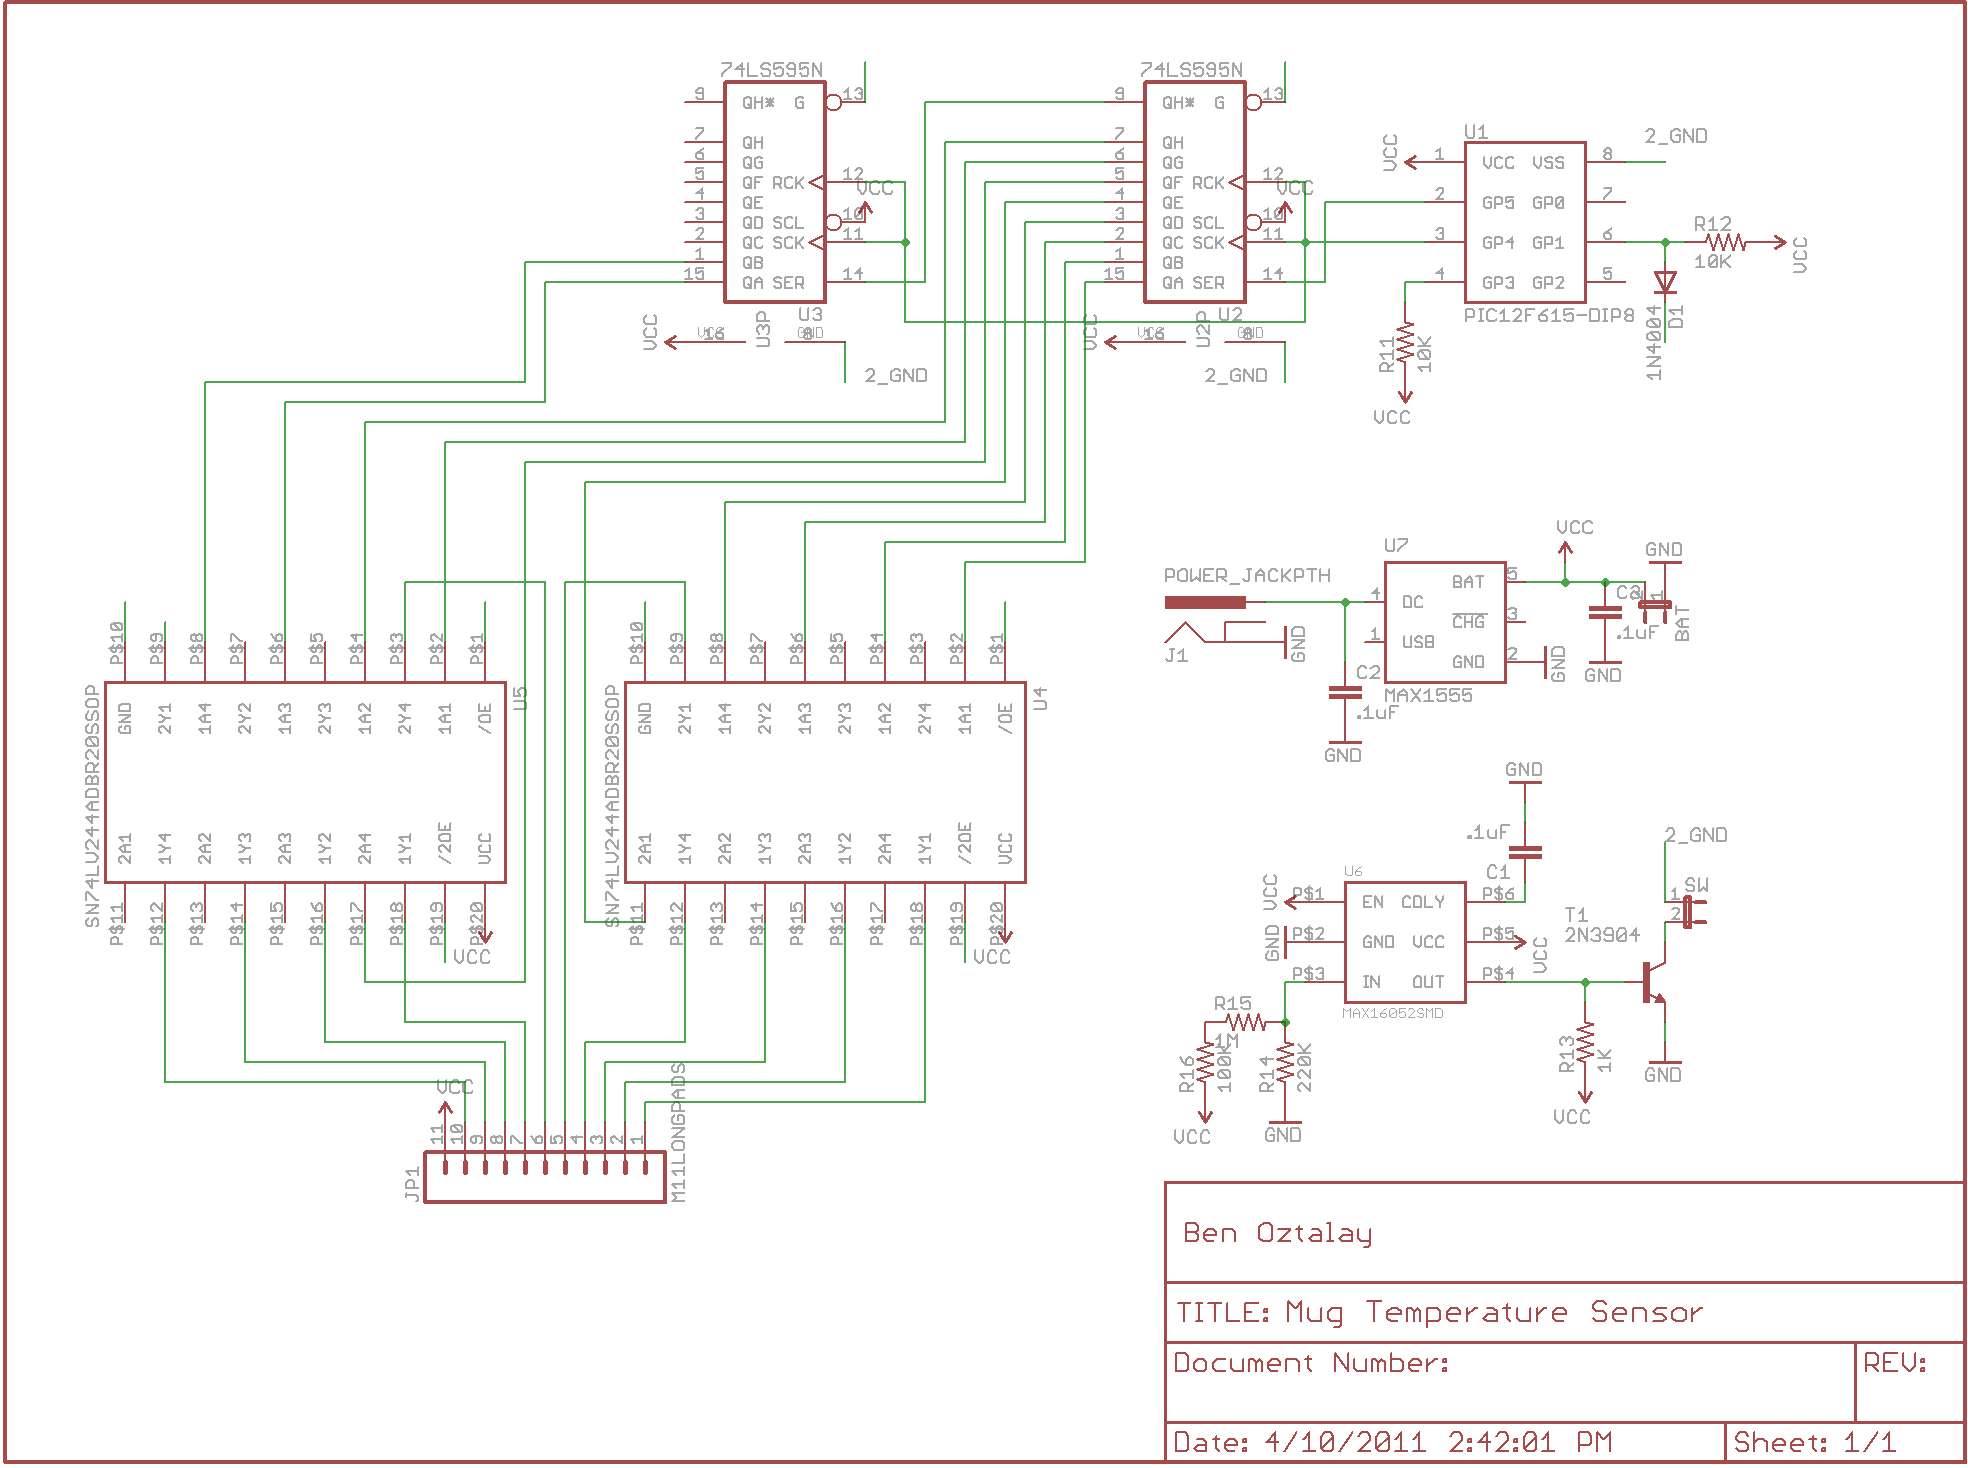 74LS595N
9 QH* G 13
7 QH
6 QG
5 QF RCK 12
4 QE
VCC
3 QD SCL 10
2 QC SCK 11
1 QB
15 QA SER 14
U3
VCC
VCC 16
U3P
GND 8
2_GND
74LS595N
9 QH* G 13
7 QH
6 QG
5 QF RCK 12
4 QE
VCC
3 QD SCL 10
2 QC SCK 11
1 QB
15 QA SER 14
U2
VCC
VCC 16
U2P
GND 8
2_GND
U1
2_GND
VCC
1 VCC VSS 8
2 GP5 GP0 7
3 GP4 GP1 6
4 GP3 GP2 5
PIC12F615-DIP8
R12
10K
VCC
D1
1N4004
R11
10K
VCC
P$10 P$9 P$8 P$7 P$6 P$5 P$4 P$3 P$2 P$1
U5
GND 2Y1 1A4 2Y2 1A3 2Y3 1A2 2Y4 1A1 /OE
SN74LV244ADBR20SSOP
2A1 1Y4 2A2 1Y3 2A3 1Y2 2A4 1Y1 /2OE VCC
P$11 P$12 P$13 P$14 P$15 P$16 P$17 P$18 P$19 P$20
VCC
P$10 P$9 P$8 P$7 P$6 P$5 P$4 P$3 P$2 P$1
U4
GND 2Y1 1A4 2Y2 1A3 2Y3 1A2 2Y4 1A1 /OE
SN74LV244ADBR20SSOP
2A1 1Y4 2A2 1Y3 2A3 1Y2 2A4 1Y1 /2OE VCC
P$11 P$12 P$13 P$14 P$15 P$16 P$17 P$18 P$19 P$20
VCC
VCC
11 10 9 8 7 6 5 4 3 2 1
JP1
M11LONGPADS
POWER_JACKPTH
J1
GND
U7
4 DC
1 USB
BAT 5
CHG 3
GND 2
MAX1555
GND
C2
.1uF
GND
VCC
GND
.1uF
GND
2 1
BAT
GND
.1uF
C1
U6
VCC
P$1 EN CDLY P$6
GND
P$2 GND VCC P$5
VCC
P$3 IN OUT P$4
MAX16052SMD
R15
1M
R16
100K
VCC
R14
220K
GND
2_GND
SW
1
2
T1
2N3904
R13
1K
VCC
GND
Ben Oztalay
TITLE: Mug Temperature Sensor
Document Number:
REV:
Date: 4/10/2011 2:42:01 PM
Sheet: 1/1